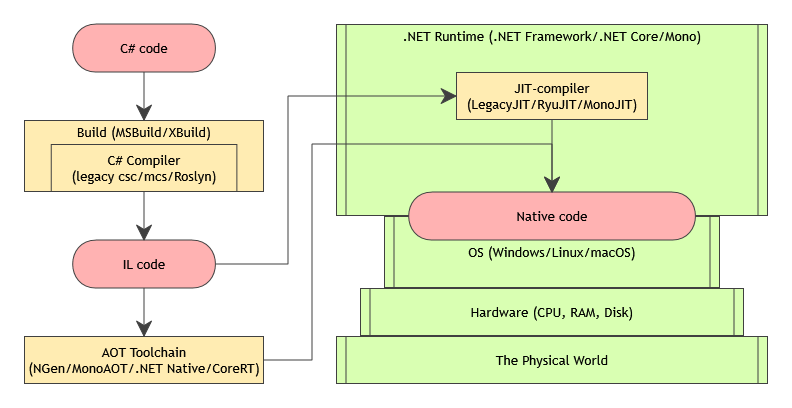 C# code
Build (MSBuild/XBuild)
C# Compiler
(legacy csc/mcs/Roslyn)
IL code
AOT Toolchain
(NGen/MonoAOT/.NET Native/CoreRT)
.NET Runtime (.NET Framework/.NET Core/Mono)
JIT-compiler
(LegacyJIT/RyuJIT/MonoJIT)
Native code
OS (Windows/Linux/macOS)
Hardware (CPU, RAM, Disk)
The Physical World